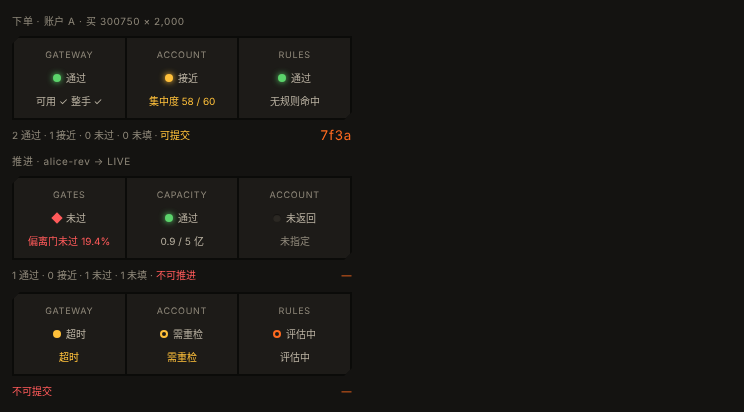 下单 · 账户 A · 买 300750 × 2,000
GATEWAY ACCOUNT RULES
通过 接近 通过
可用 ✓ 整手 ✓ 集中度 58 / 60 无规则命中
2 通过 · 1 接近 · 0 未过 · 0 未填 · 可提交 7f3a
推进 · alice-rev → LIVE
GATES CAPACITY ACCOUNT
未过 通过 未返回
偏离门未过 19.4% 0.9 / 5 亿 未指定
1 通过 · 0 接近 · 1 未过 · 1 未填 · 不可推进 —
GATEWAY ACCOUNT RULES
超时 需重检 评估中
超时 需重检 评估中
不可提交 —